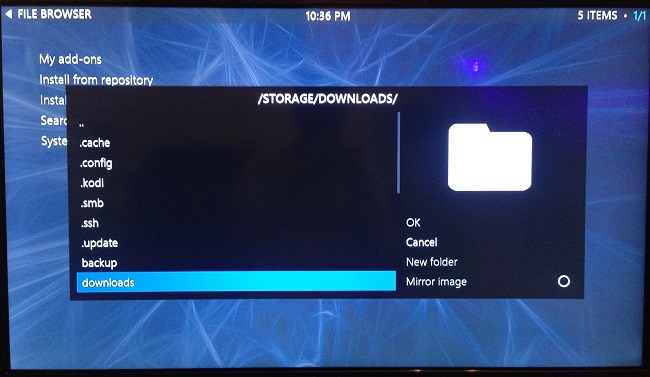 FILE BROWSER
10:36 PM
5 ITEMS • 1/1
My add-ons
Install from repository
Instal
Searc
Syste
/STORAGE/DOWNLOADS/
..
.cache
.config
.kodi
.smb
.ssh
.update
backup
downloads
OK
Cancel
New folder
Mirror image